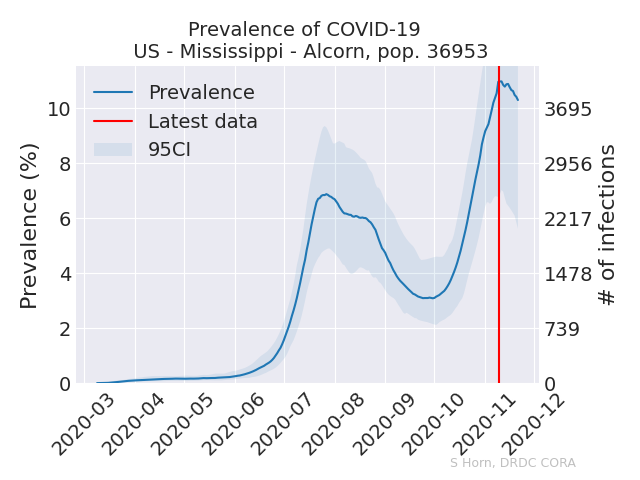 Prevalence of COVID-19
US - Mississippi - Alcorn, pop. 36953
Prevalence
Latest data
95CI
Prevalence (%)
10
8
6
4
2
0
# of infections
3695
2956
2217
1478
739
0
2020-03
2020-04
2020-05
2020-06
2020-07
2020-08
2020-09
2020-10
2020-11
2020-12
S Horn, DRDC CORA